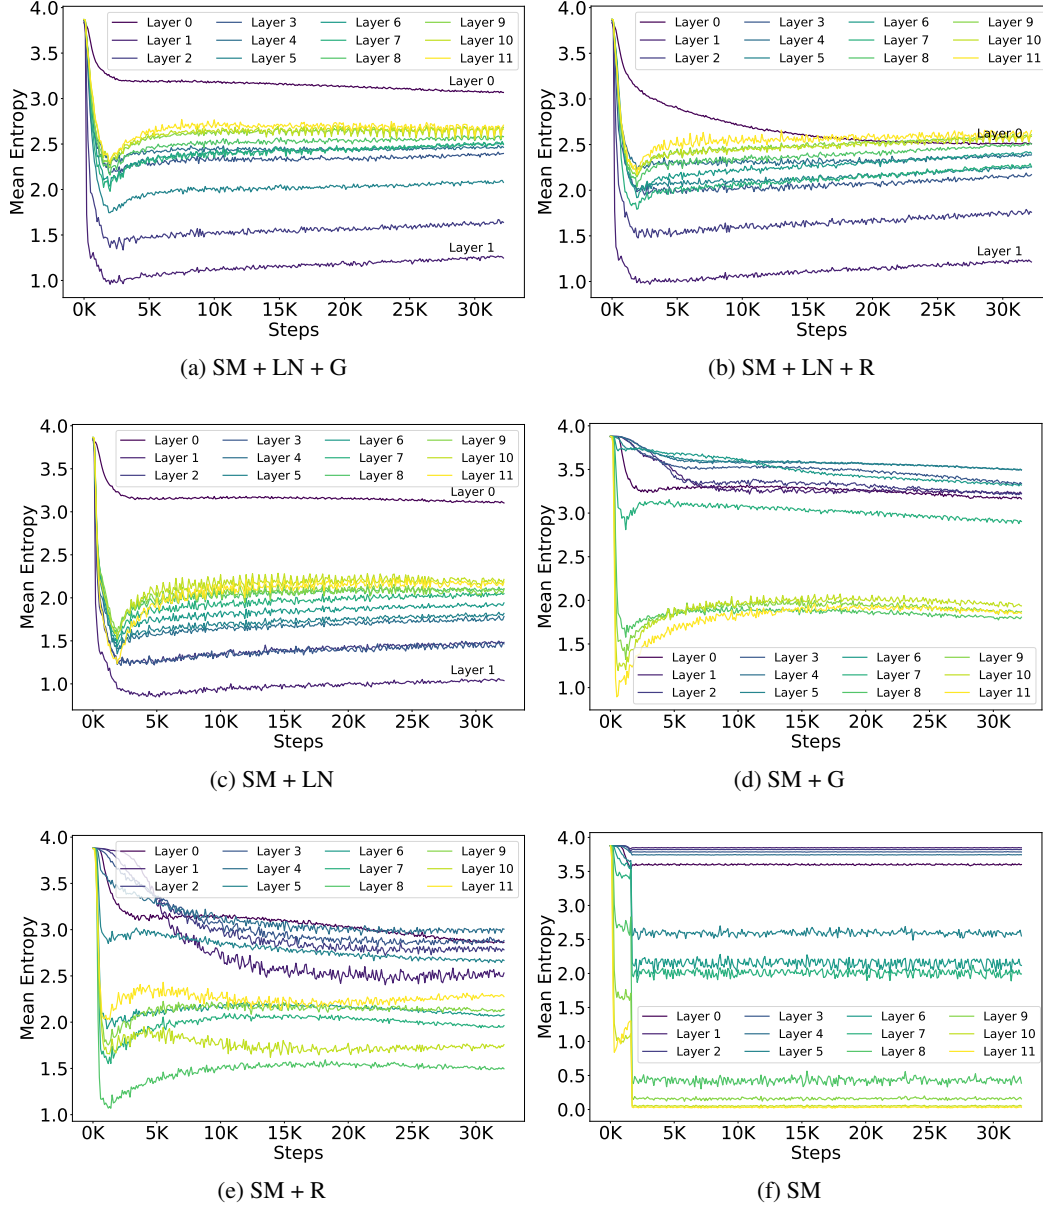 4.0
3.5
3.0
2.5
2.0
1.5
1.0
Mean Entropy
Layer 0 Layer 3 Layer 6 Layer 9
Layer 1 Layer 4 Layer 7 Layer 10
Layer 2 Layer 5 Layer 8 Layer 11
Layer 0
Layer 1
0K 5K 10K 15K 20K 25K 30K
Steps
(a) SM + LN + G
4.0
3.5
3.0
2.5
2.0
1.5
1.0
Mean Entropy
Layer 0 Layer 3 Layer 6 Layer 9
Layer 1 Layer 4 Layer 7 Layer 10
Layer 2 Layer 5 Layer 8 Layer 11
Layer 0
Layer 1
0K 5K 10K 15K 20K 25K 30K
Steps
(b) SM + LN + R
4.0
3.5
3.0
2.5
2.0
1.5
1.0
Mean Entropy
Layer 0 Layer 3 Layer 6 Layer 9
Layer 1 Layer 4 Layer 7 Layer 10
Layer 2 Layer 5 Layer 8 Layer 11
Layer 0
Layer 1
0K 5K 10K 15K 20K 25K 30K
Steps
(c) SM + LN
4.0
3.5
3.0
2.5
2.0
1.5
1.0
Mean Entropy
Layer 0 Layer 3 Layer 6 Layer 9
Layer 1 Layer 4 Layer 7 Layer 10
Layer 2 Layer 5 Layer 8 Layer 11
0K 5K 10K 15K 20K 25K 30K
Steps
(d) SM + G
4.0
3.5
3.0
2.5
2.0
1.5
1.0
Mean Entropy
Layer 0 Layer 3 Layer 6 Layer 9
Layer 1 Layer 4 Layer 7 Layer 10
Layer 2 Layer 5 Layer 8 Layer 11
0K 5K 10K 15K 20K 25K 30K
Steps
(e) SM + R
4.0
3.5
3.0
2.5
2.0
1.5
1.0
0.5
0.0
Mean Entropy
Layer 0 Layer 3 Layer 6 Layer 9
Layer 1 Layer 4 Layer 7 Layer 10
Layer 2 Layer 5 Layer 8 Layer 11
0K 5K 10K 15K 20K 25K 30K
Steps
(f) SM